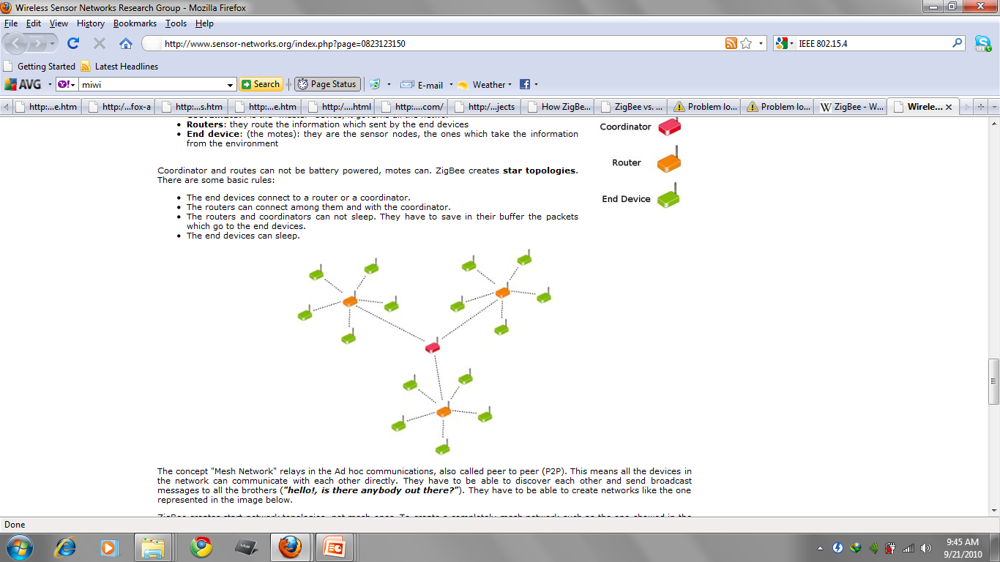 Wireless Sensor Networks Research Group - Mozilla Firefox
File Edit View History Bookmarks Tools Help
http://www.sensor-networks.org/index.php?page=0823123150
IEEE 802.15.4
Getting Started Latest Headlines
AVG Y! miwi Search Page Status E-mail Weather
http:...e.htm http:/...fox-a http:...s.htm http:...e.htm http:/....html http:....com/ http:/...jects How ZigBe... ZigBee vs. ... Problem lo... Problem lo... W ZigBee - W... Wirele...
Routers: they route the information which sent by the end devices
End device: (the motes): they are the sensor nodes, the ones which take the information
from the environment
Coordinator
Router
End Device
Coordinator and routes can not be battery powered, motes can. ZigBee creates star topologies.
There are some basic rules:
The end devices connect to a router or a coordinator.
The routers can connect among them and with the coordinator.
The routers and coordinators can not sleep. They have to save in their buffer the packets
which go to the end devices.
The end devices can sleep.
The concept "Mesh Network" relays in the Ad hoc communications, also called peer to peer (P2P). This means all the devices in
the network can communicate with each other directly. They have to be able to discover each other and send broadcast
messages to all the brothers ("hello!, is there anybody out there?"). They have to be able to create networks like the one
represented in the image below.
Done
9:45 AM
9/21/2010